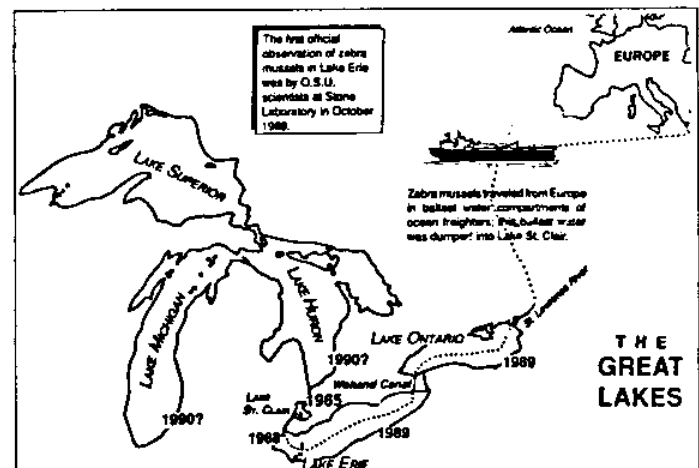 The first official
observation of zebra
mussels in Lake Erie
was by O.S.U.
scientists at Stone
Laboratory in October
1988.
Atlantic Ocean
EUROPE
LAKE SUPERIOR
Zebra mussels traveled from Europe
in ballast water compartments of
ocean freighters; this ballast water
was dumped into Lake St. Clair.
LAKE MICHIGAN
LAKE HURON
St. Lawrence River
LAKE ONTARIO
THE
GREAT
LAKES
1990?
1989
Welland Canal
LAKE
ST. CLAIR
1985
1990?
1988
1989
LAKE ERIE